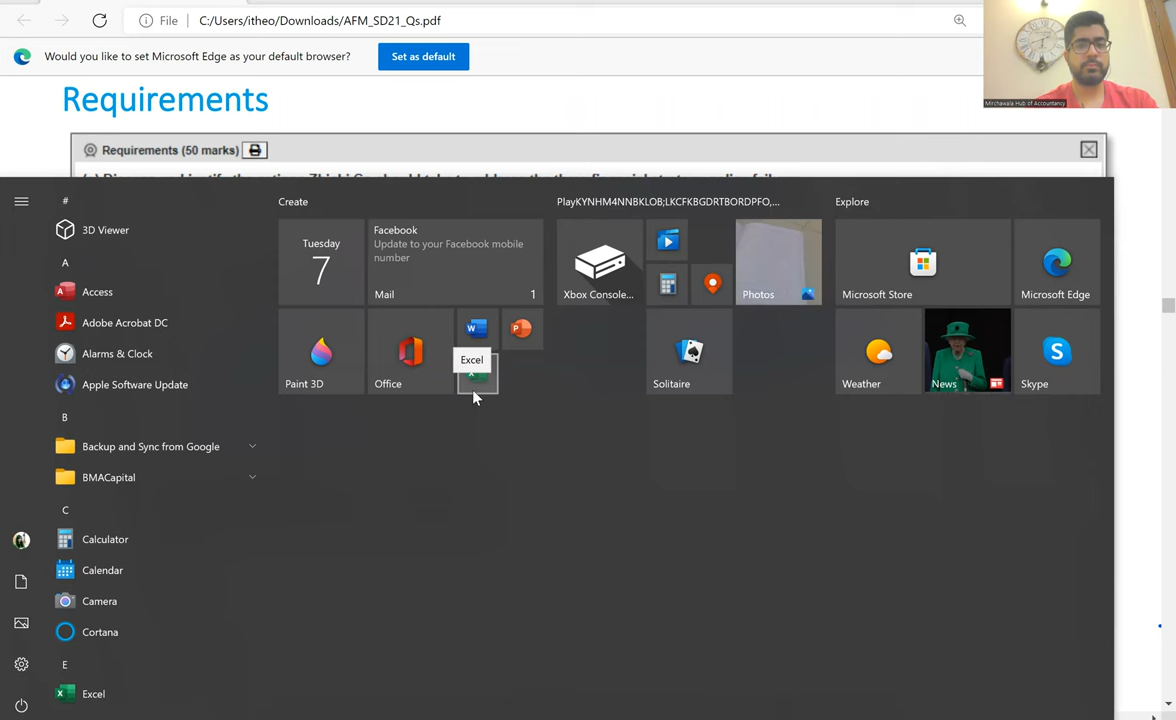 File
C:/Users/itheo/Downloads/AFM_SD21_Qs.pdf
Would you like to set Microsoft Edge as your default browser?
Set as default
Mirchawala Hub of Accountancy
Requirements
Requirements (50 marks)
#
3D Viewer
A
Access
Adobe Acrobat DC
Alarms & Clock
Apple Software Update
B
Backup and Sync from Google
BMACapital
C
Calculator
Calendar
Camera
Cortana
E
Excel
Create
Tuesday
7
Facebook
Update to your Facebook mobile
number
Mail
1
Paint 3D
Office
Excel
PlayKYNHM4NNBKLOB;LKCFKBGDRTBORDPFO,...
Xbox Console...
Photos
Solitaire
Explore
Microsoft Store
Microsoft Edge
Weather
News
Skype